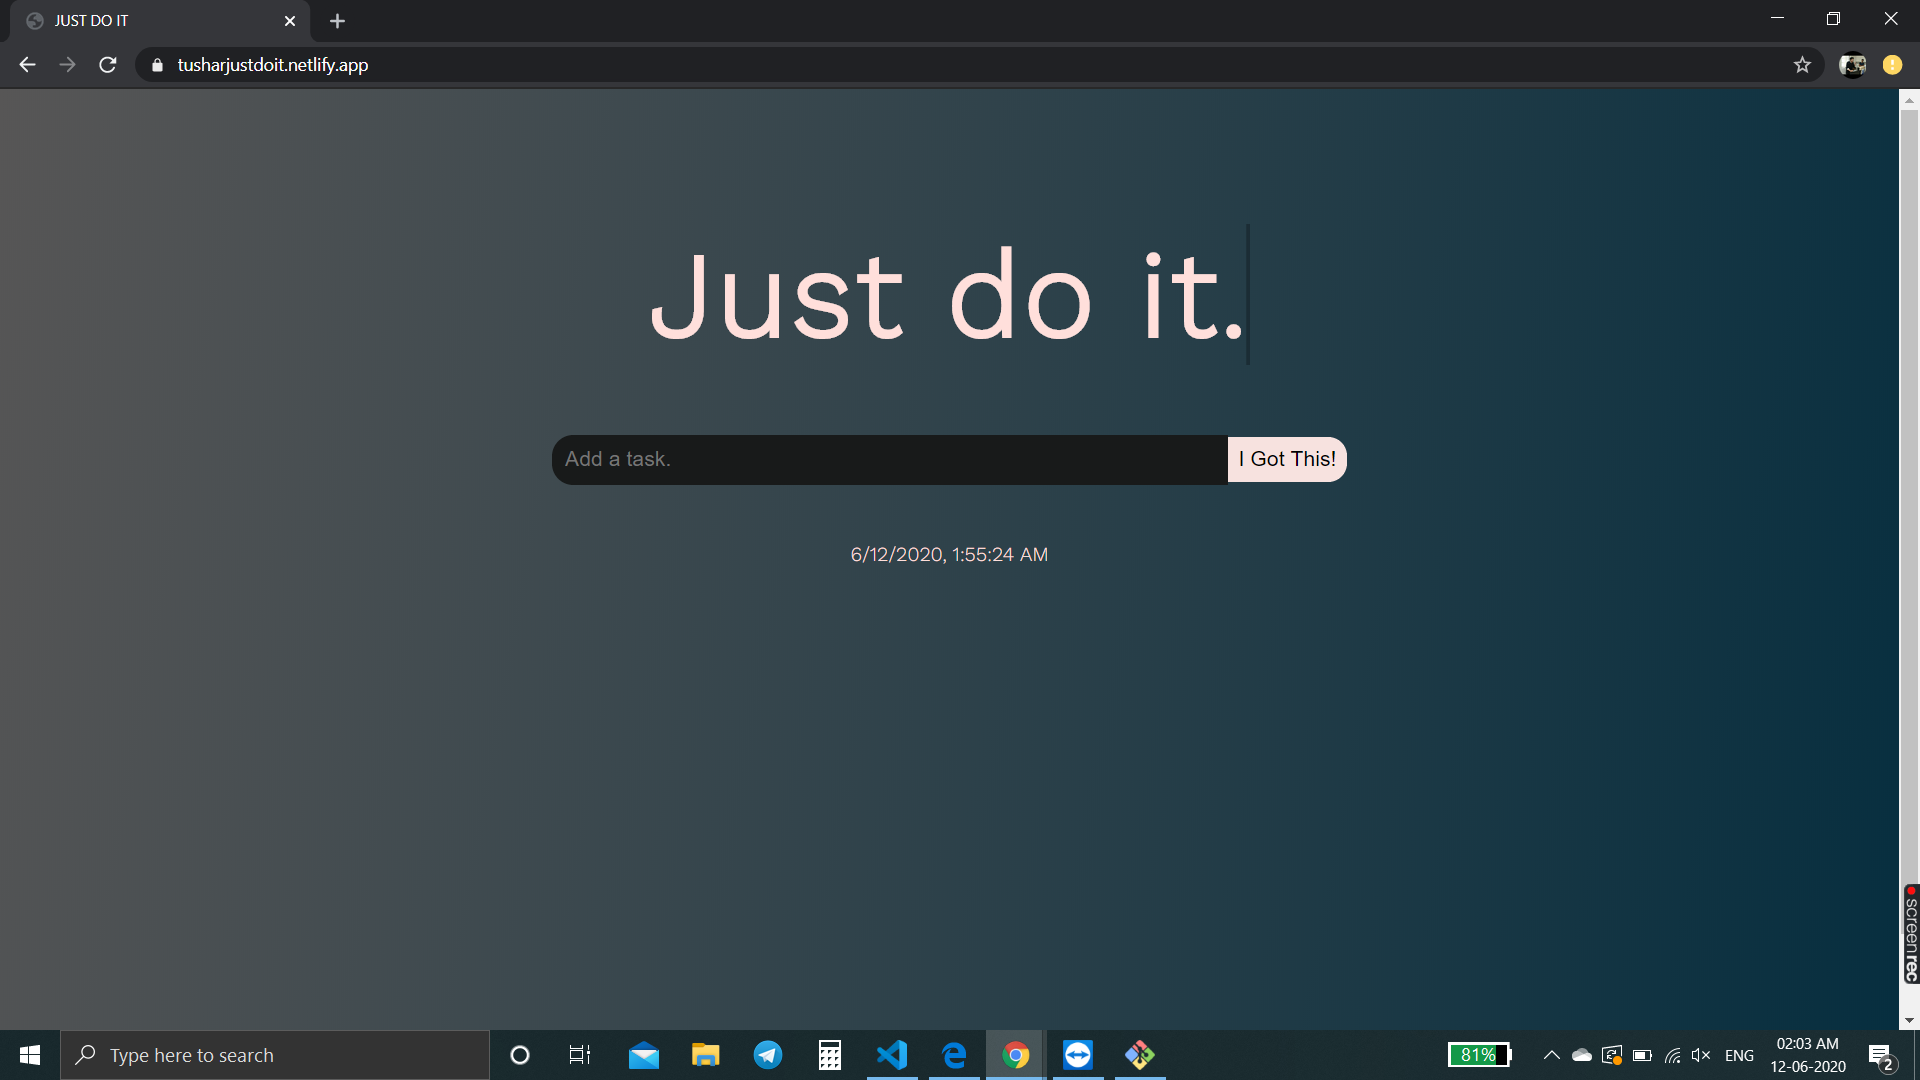 JUST DO IT
tusharjustdoit.netlify.app
Just do it.
Add a task.
I Got This!
6/12/2020, 1:55:24 AM
screenrec
Type here to search
81%
ENG
02:03 AM
12-06-2020
2